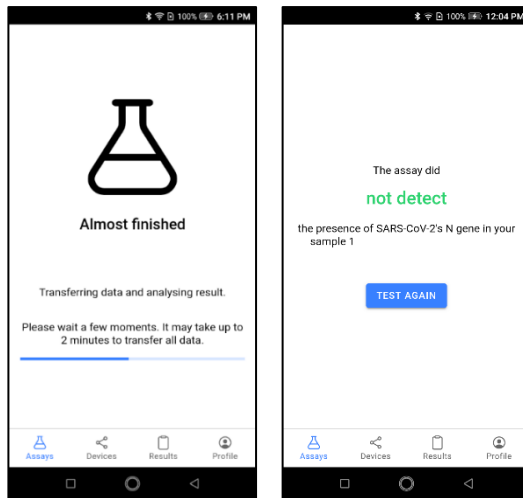 100% 6:11 PM
Almost finished
Transferring data and analysing result.
Please wait a few moments. It may take up to
2 minutes to transfer all data.
Assays Devices Results Profile
100% 12:04 PM
The assay did
not detect
the presence of SARS-CoV-2's N gene in your
sample 1
TEST AGAIN
Assays Devices Results Profile